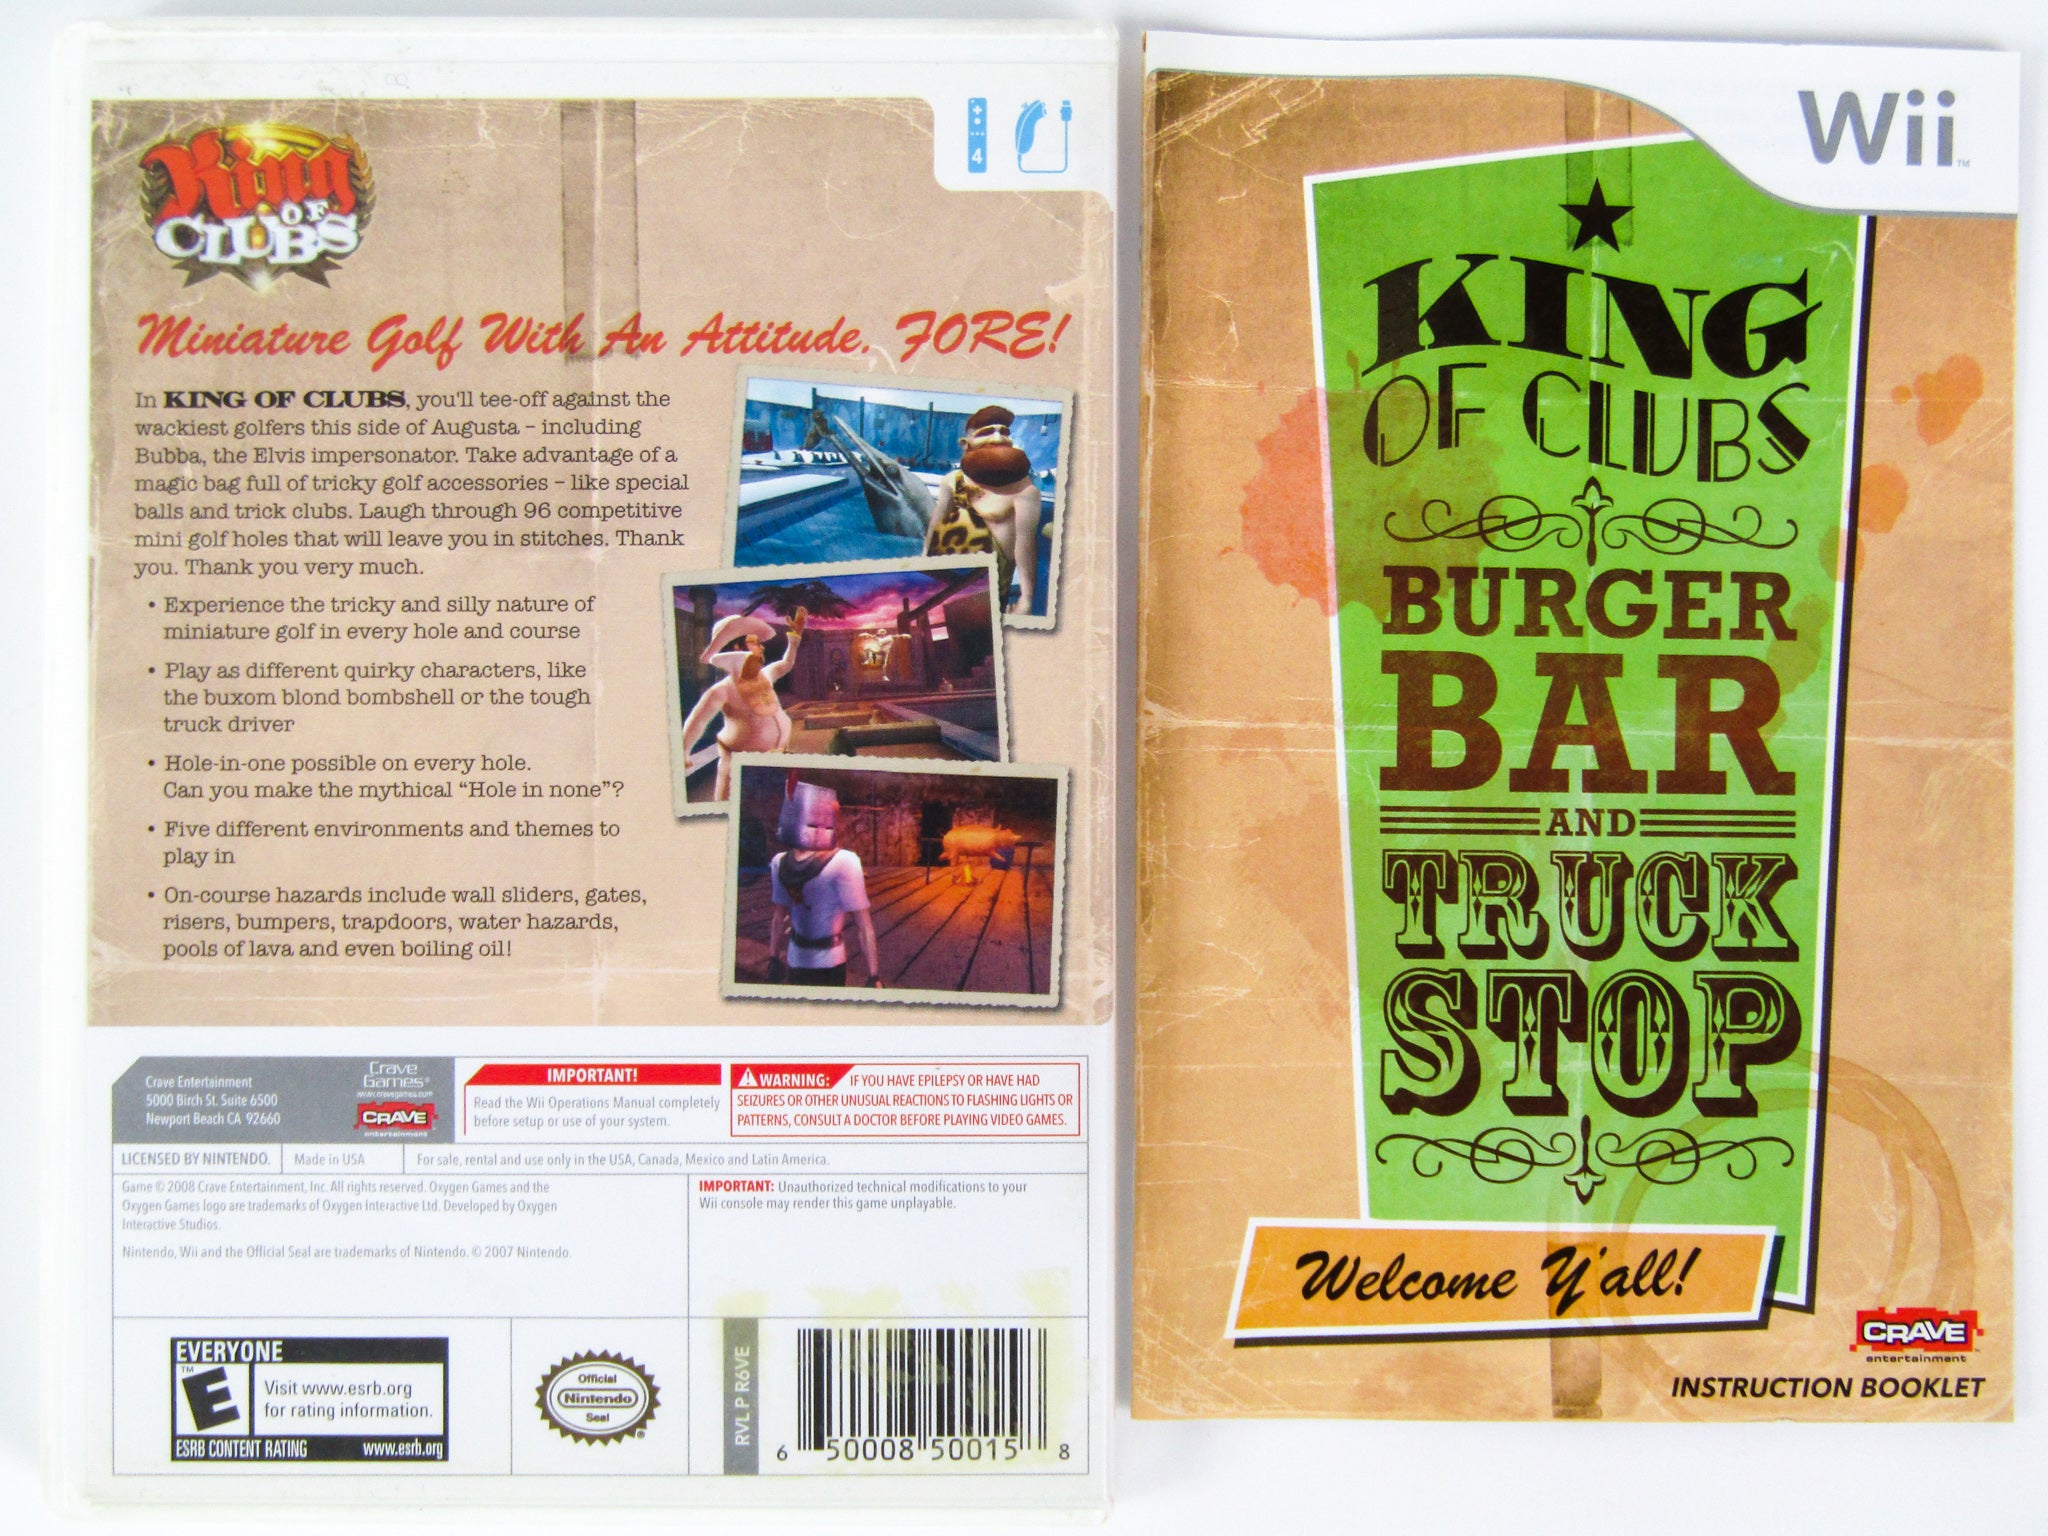 King
OF
CLUBS
4
Miniature Golf With An Attitude. FORE!
In KING OF CLUBS, you'll tee-off against the
wackiest golfers this side of Augusta – including
Bubba, the Elvis impersonator. Take advantage of a
magic bag full of tricky golf accessories – like special
balls and trick clubs. Laugh through 96 competitive
mini golf holes that will leave you in stitches. Thank
you. Thank you very much.
• Experience the tricky and silly nature of
miniature golf in every hole and course
• Play as different quirky characters, like
the buxom blond bombshell or the tough
truck driver
• Hole-in-one possible on every hole.
Can you make the mythical “Hole in none”?
• Five different environments and themes to
play in
• On-course hazards include wall sliders, gates,
risers, bumpers, trapdoors, water hazards,
pools of lava and even boiling oil!
Crave Entertainment
5000 Birch St. Suite 6500
Newport Beach CA 92660
Crave
Games®
www.cravegames.com
CRAVE
entertainment
IMPORTANT!
Read the Wii Operations Manual completely
before setup or use of your system.
WARNING: IF YOU HAVE EPILEPSY OR HAVE HAD
SEIZURES OR OTHER UNUSUAL REACTIONS TO FLASHING LIGHTS OR
PATTERNS, CONSULT A DOCTOR BEFORE PLAYING VIDEO GAMES.
LICENSED BY NINTENDO.
Made in USA
For sale, rental and use only in the USA, Canada, Mexico and Latin America.
Game © 2008 Crave Entertainment, Inc. All rights reserved. Oxygen Games and the
Oxygen Games logo are trademarks of Oxygen Interactive Ltd. Developed by Oxygen
Interactive Studios.
Nintendo, Wii and the Official Seal are trademarks of Nintendo. © 2007 Nintendo.
IMPORTANT: Unauthorized technical modifications to your
Wii console may render this game unplayable.
EVERYONE
E
TM
Visit www.esrb.org
for rating information.
ESRB CONTENT RATING www.esrb.org
Official
Nintendo
Seal
®
RVL P R6VE
6 50008 50015 8
Wii
TM
KING
OF CLUBS
BURGER
BAR
AND
TRUCK
STOP
Welcome Y'all!
CRAVE
entertainment
INSTRUCTION BOOKLET